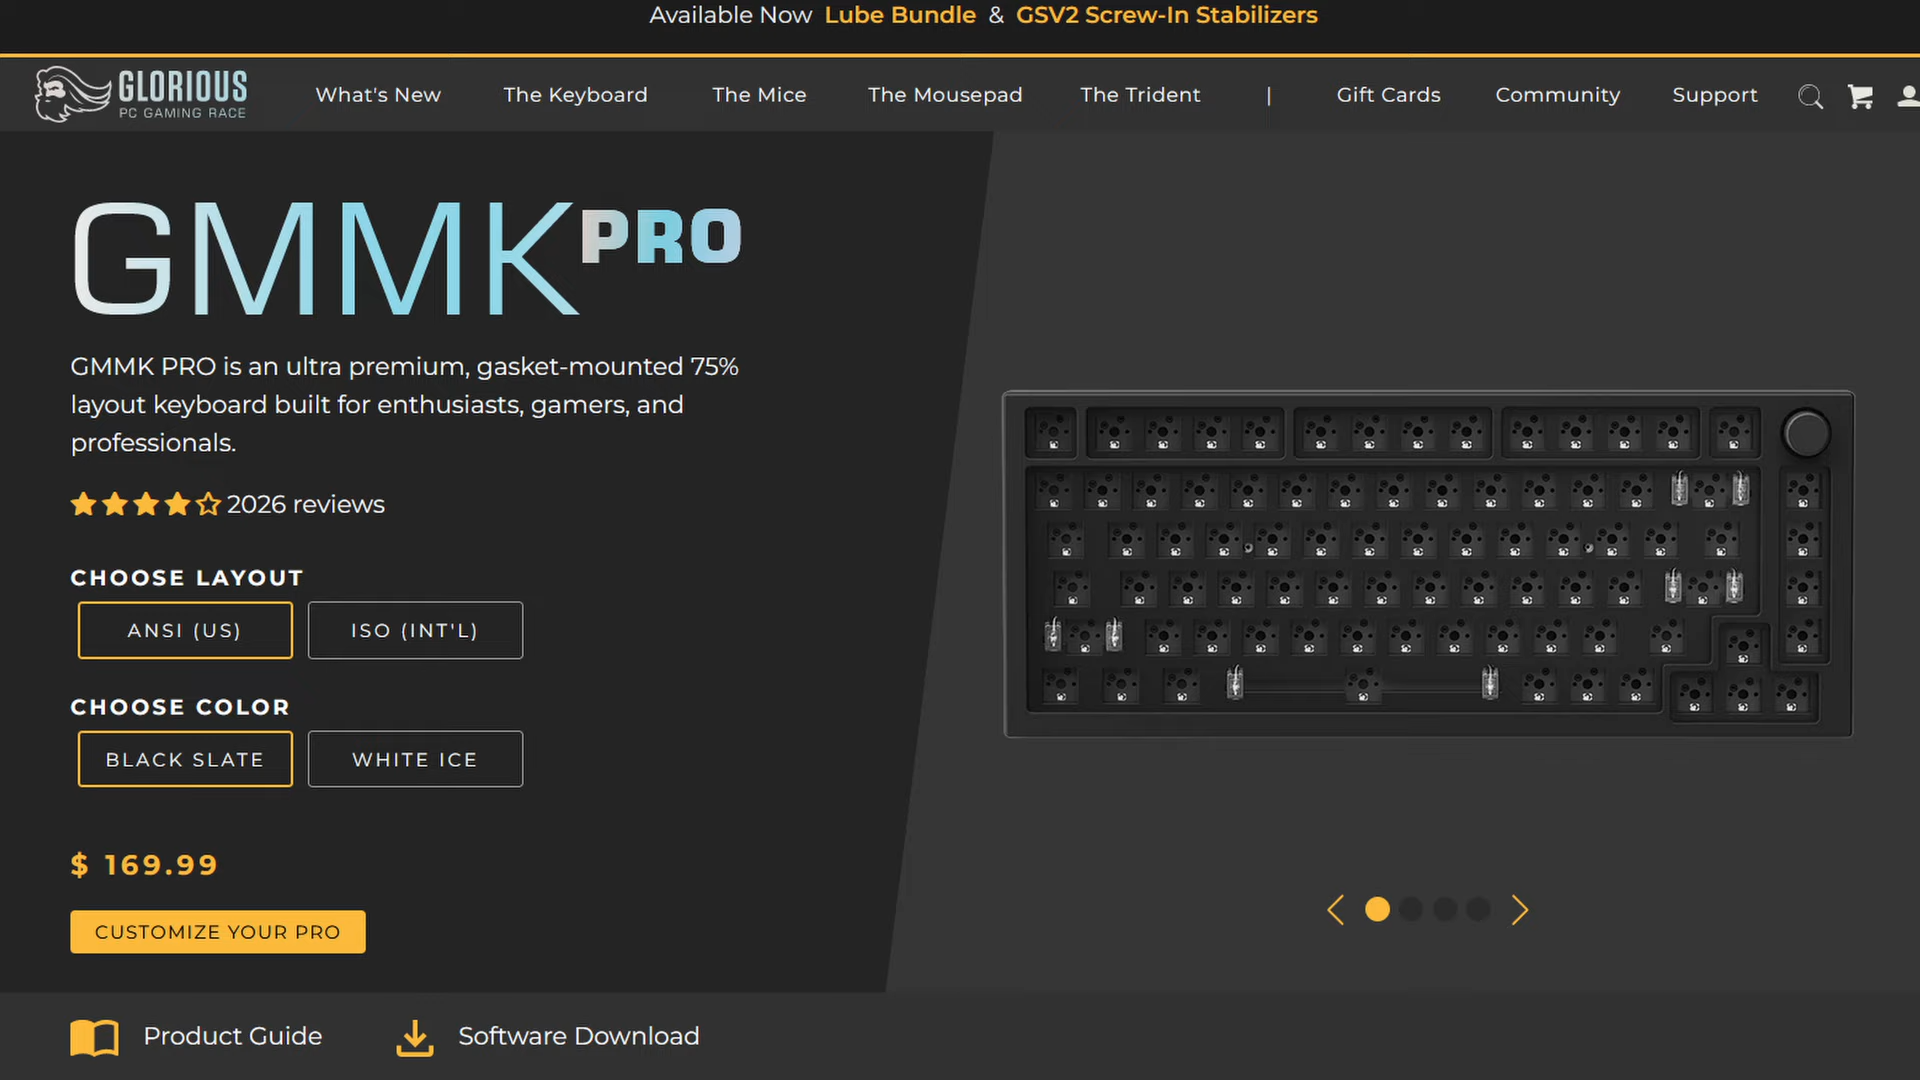 Available Now Lube Bundle & GSV2 Screw-In Stabilizers
GLORIOUS
PC GAMING RACE
What's New The Keyboard The Mice The Mousepad The Trident | Gift Cards Community Support
GMMK PRO
GMMK PRO is an ultra premium, gasket-mounted 75%
layout keyboard built for enthusiasts, gamers, and
professionals.
2026 reviews
CHOOSE LAYOUT
ANSI (US) ISO (INT'L)
CHOOSE COLOR
BLACK SLATE WHITE ICE
$ 169.99
CUSTOMIZE YOUR PRO
Product Guide Software Download